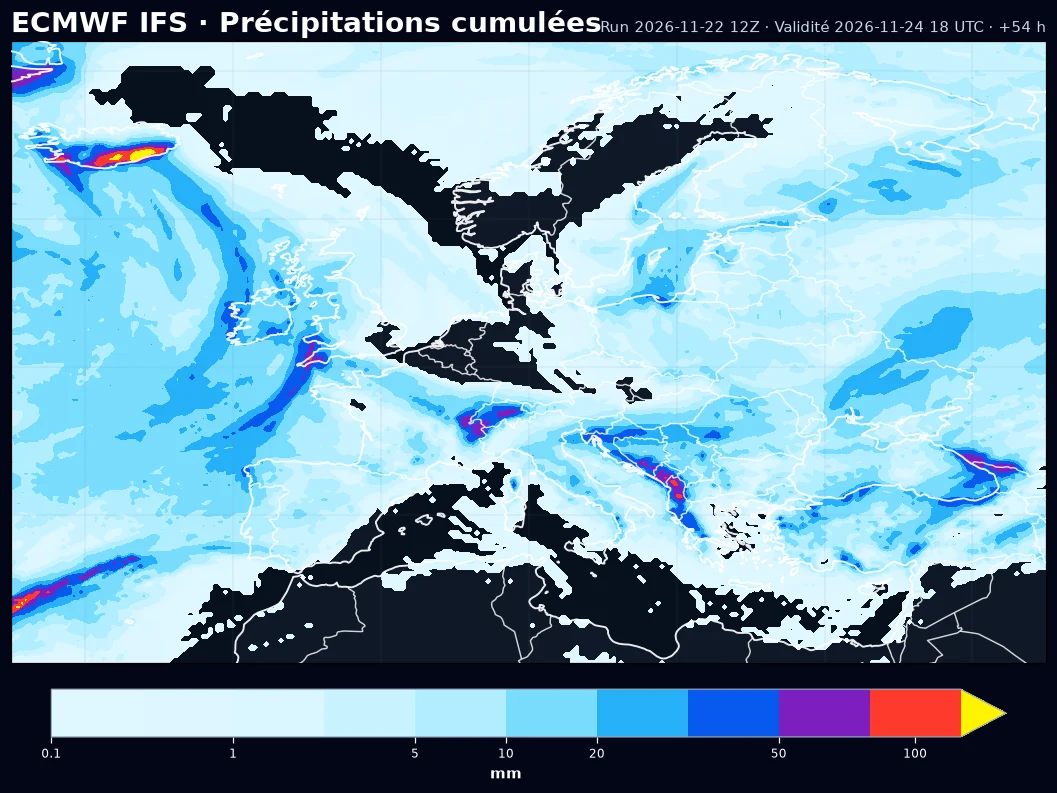 ECMWF IFS · Précipitations cumulées
Run 2026-11-22 12Z · Validité 2026-11-24 18 UTC · +54 h
0.1 1 5 10 20 50 100
mm